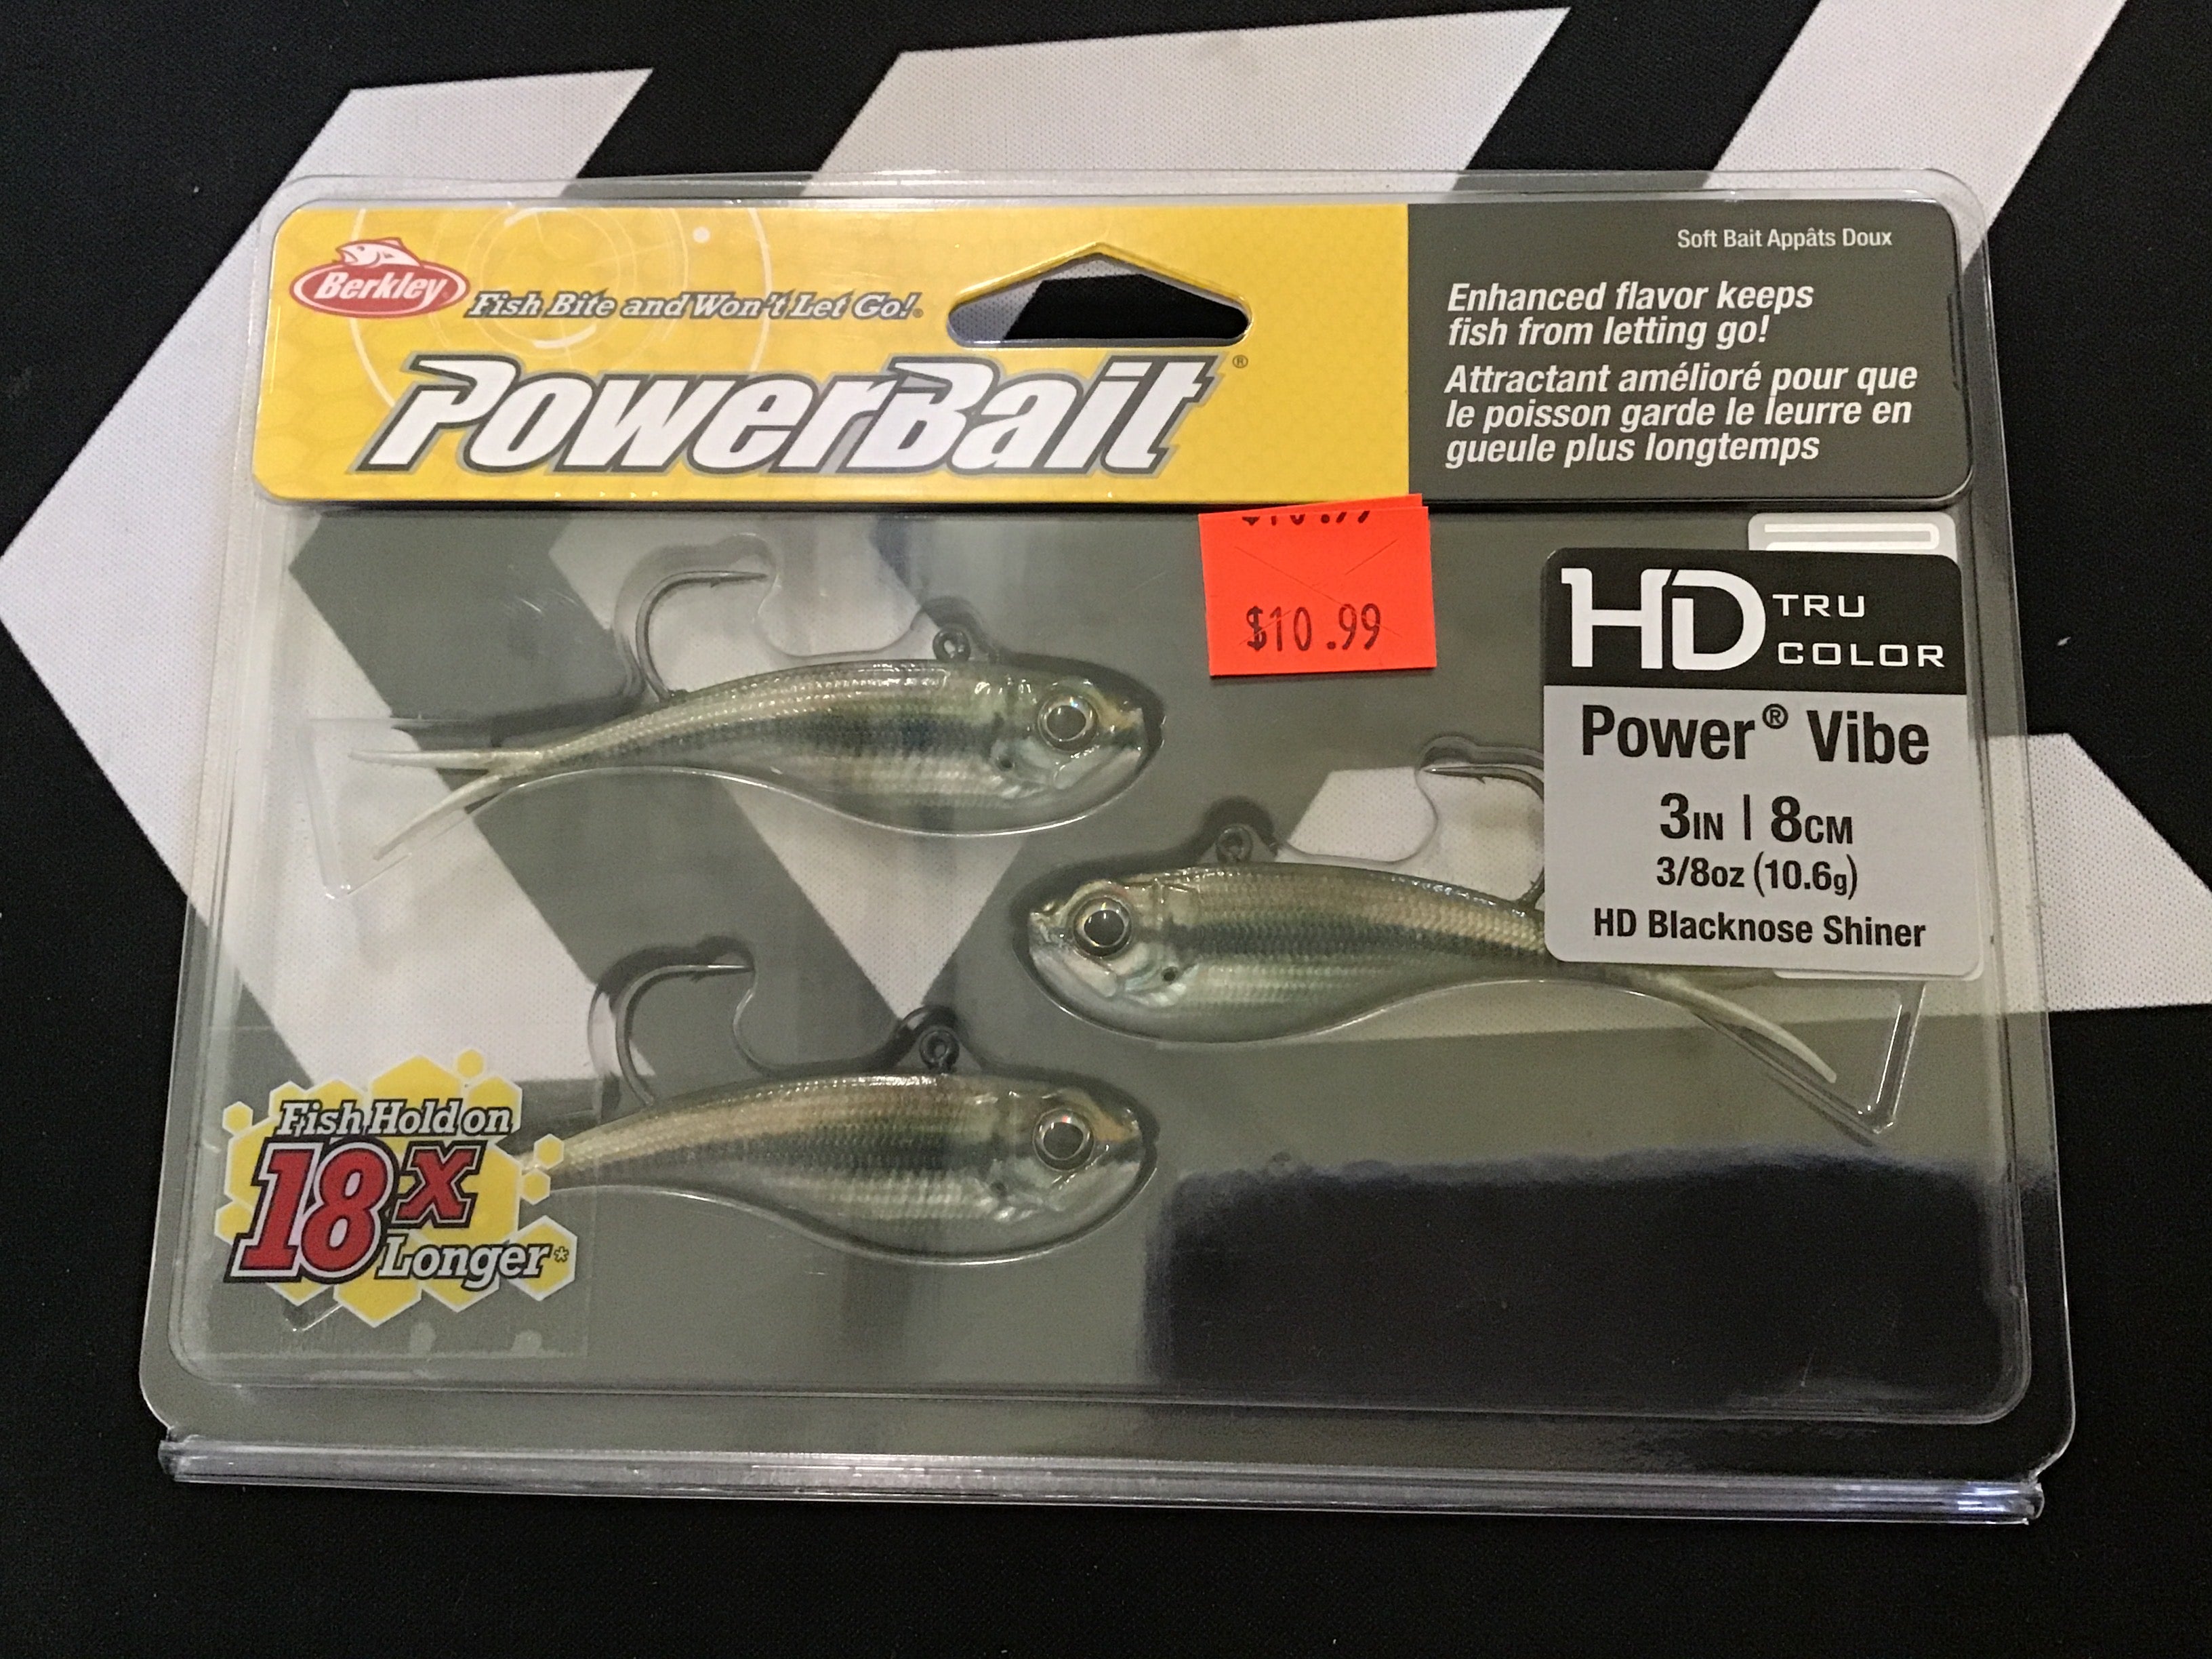 Berkley
Fish Bite and Won't Let Go!®
PowerBait®
Soft Bait Appâts Doux
Enhanced flavor keeps
fish from letting go!
Attractant amélioré pour que
le poisson garde le leurre en
gueule plus longtemps
$10.99
$10.99
HD TRU
COLOR
Power® Vibe
3IN | 8CM
3/8oz (10.6g)
HD Blacknose Shiner
Fish Hold on
18x
Longer*